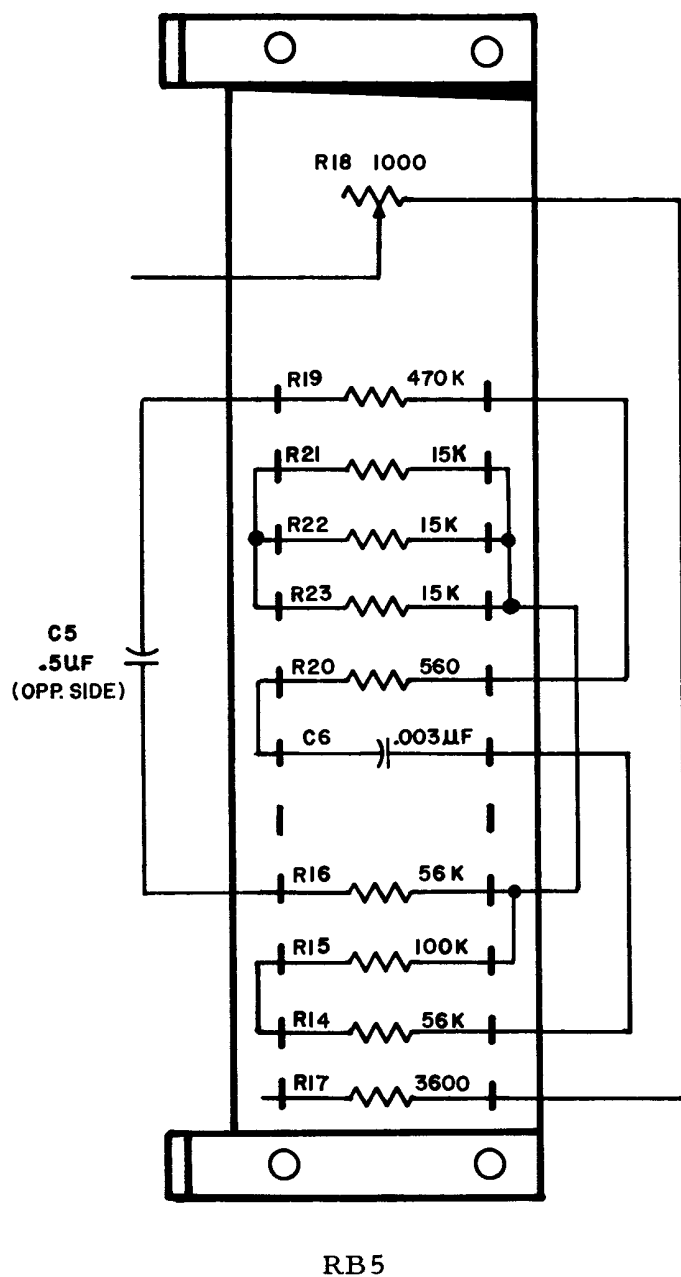 R18 1000
R19 470K
R21 15K
R22 15K
R23 15K
C5
.5UF
(OPP. SIDE)
R20 560
C6 .003UF
R16 56K
R15 100K
R14 56K
R17 3600
RB5